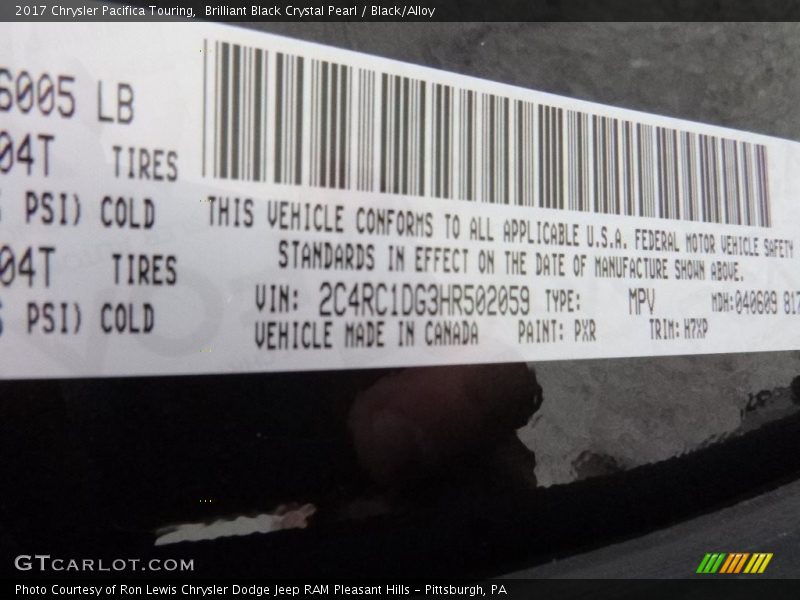 2017 Chrysler Pacifica Touring, Brilliant Black Crystal Pearl / Black/Alloy
6005 LB
04T TIRES
PSI) COLD
04T TIRES
PSI) COLD
THIS VEHICLE CONFORMS TO ALL APPLICABLE U.S.A. FEDERAL MOTOR VEHICLE SAFETY
STANDARDS IN EFFECT ON THE DATE OF MANUFACTURE SHOWN ABOVE.
VIN: 2C4RC1DG3HR502059 TYPE: MPV MDH:040609 817
VEHICLE MADE IN CANADA PAINT: PXR TRIM:H7XP
GTCARLOT.COM
Photo Courtesy of Ron Lewis Chrysler Dodge Jeep RAM Pleasant Hills - Pittsburgh, PA